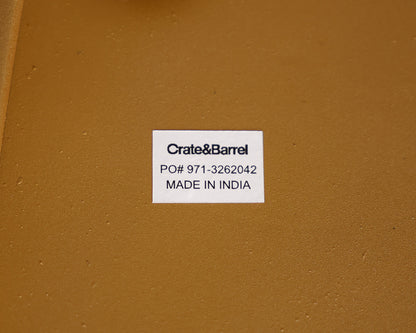 Crate&Barrel
PO# 971-3262042
MADE IN INDIA